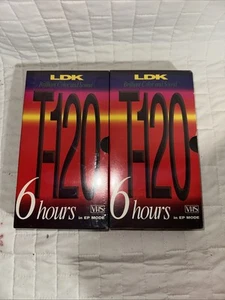 LDK
T-120
6 hours
in EP MODE
VHS
LDK
T-120
6 hours
in EP MODE
VHS